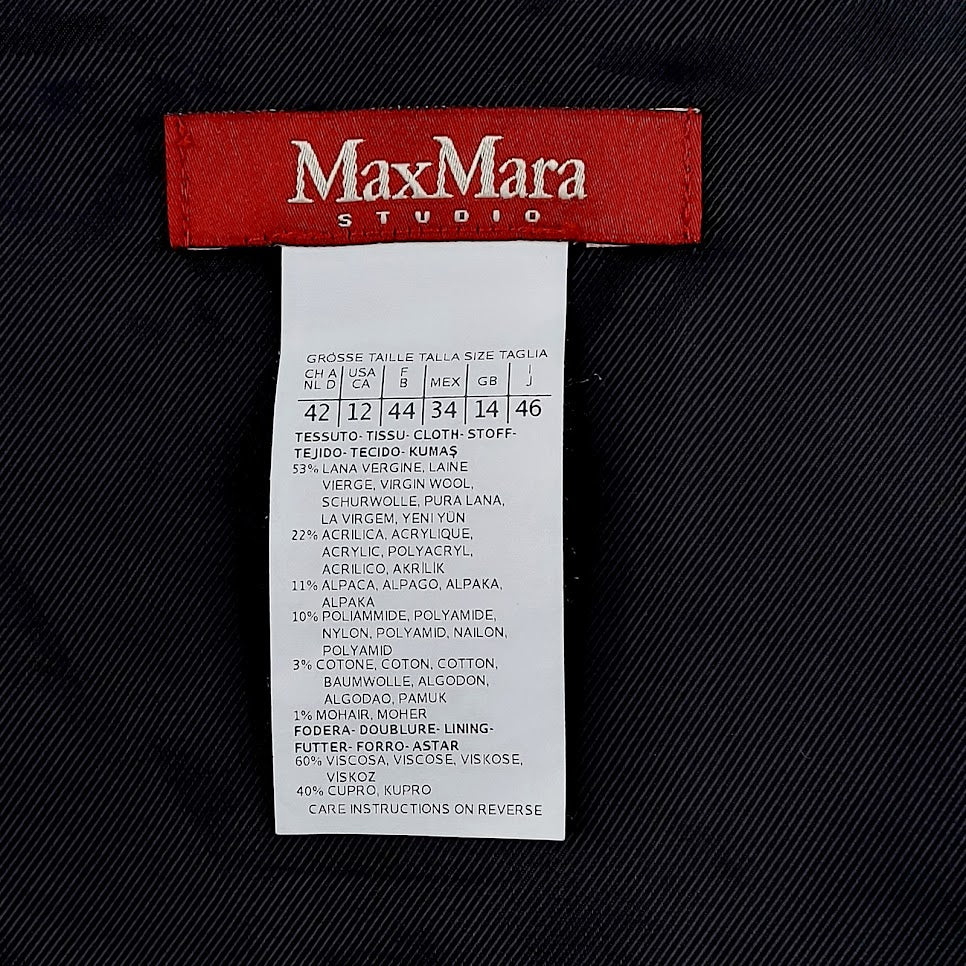 MaxMara
STUDIO
GRÖSSE TAILLE TALLA SIZE TAGLIA
CH A USA F MEX GB I
NL D CA B J
42 12 44 34 14 46
TESSUTO- TISSU- CLOTH- STOFF-
TEJIDO- TECIDO- KUMAŞ
53% LANA VERGINE, LAINE
VIERGE, VIRGIN WOOL,
SCHURWOLLE, PURA LANA,
LA VIRGEM, YENI YÜN
22% ACRILICA, ACRYLIQUE,
ACRYLIC, POLYACRYL,
ACRILICO, AKRILIK
11% ALPACA, ALPAGO, ALPAKA,
ALPAKA
10% POLIAMMIDE, POLYAMIDE,
NYLON, POLYAMID, NAILON,
POLYAMID
3% COTONE, COTON, COTTON,
BAUMWOLLE, ALGODON,
ALGODAO, PAMUK
1% MOHAIR, MOHER
FODERA- DOUBLURE- LINING-
FUTTER- FORRO- ASTAR
60% VISCOSA, VISCOSE, VISKOSE,
VİSKOZ
40% CUPRO, KUPRO
CARE INSTRUCTIONS ON REVERSE